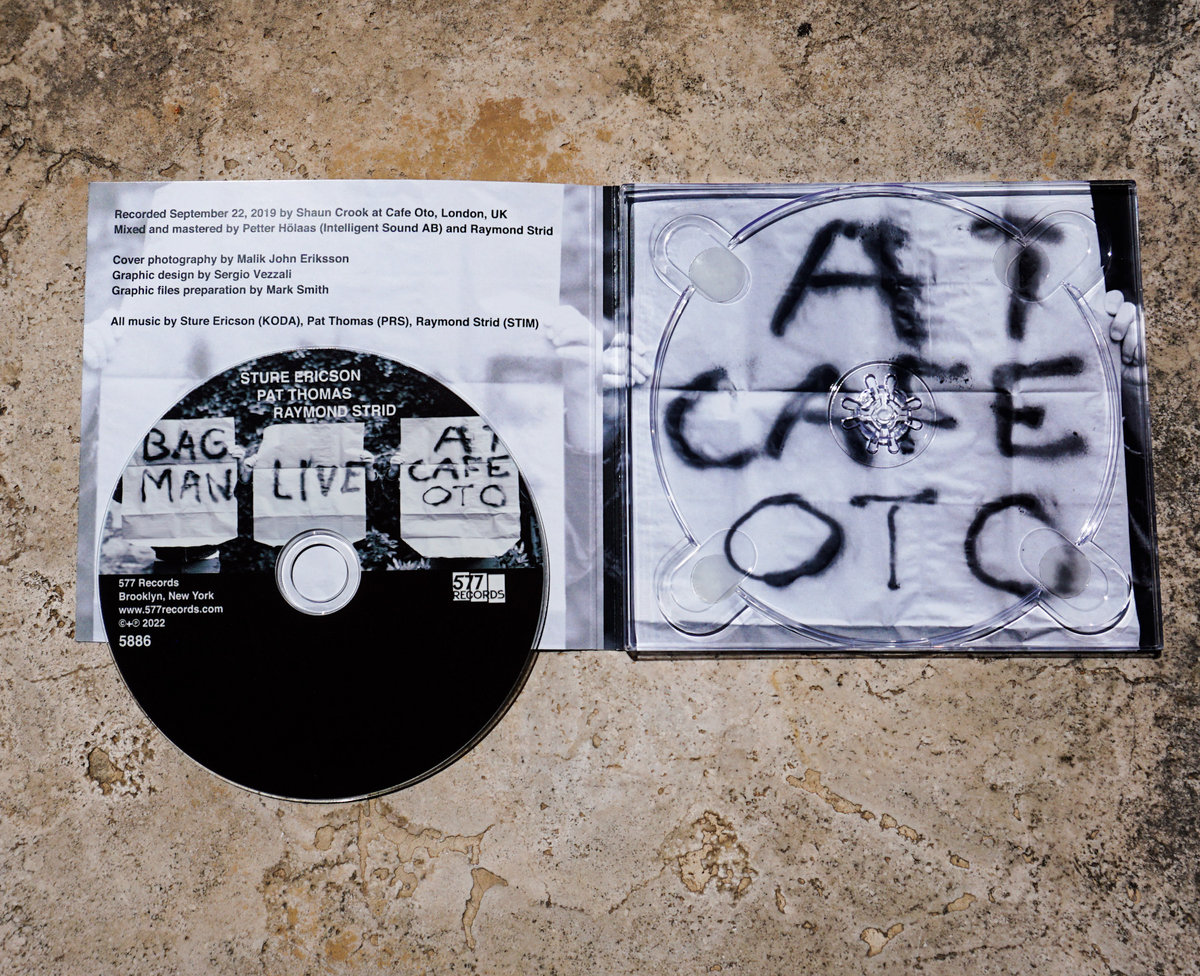 Recorded September 22, 2019 by Shaun Crook at Cafe Oto, London, UK
Mixed and mastered by Petter Hölaas (Intelligent Sound AB) and Raymond Strid
Cover photography by Malik John Eriksson
Graphic design by Sergio Vezzali
Graphic files preparation by Mark Smith
All music by Sture Ericson (KODA), Pat Thomas (PRS), Raymond Strid (STIM)
STURE ERICSON
PAT THOMAS
RAYMOND STRID
BAG
MAN
LIVE
AT
CAFE
OTO
577 Records
Brooklyn, New York
www.577records.com
©+℗ 2022
5886
577
RECORDS
AT
CAFE
OTO